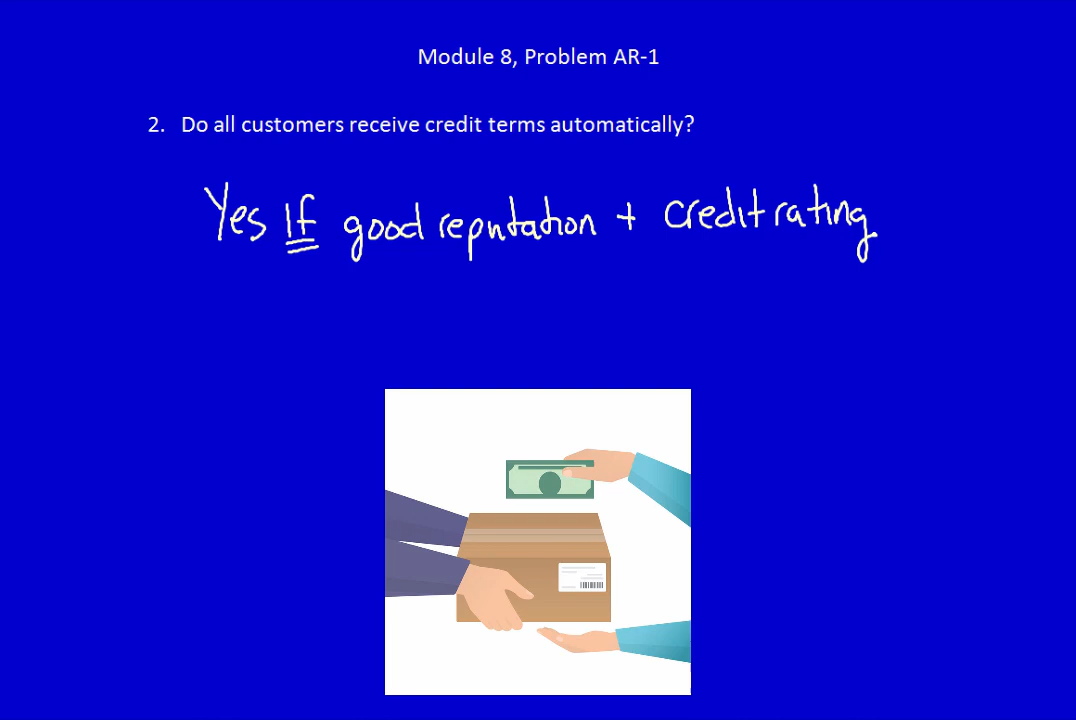 Module 8, Problem AR-1
2. Do all customers receive credit terms automatically?
Yes If good reputation + credit rating